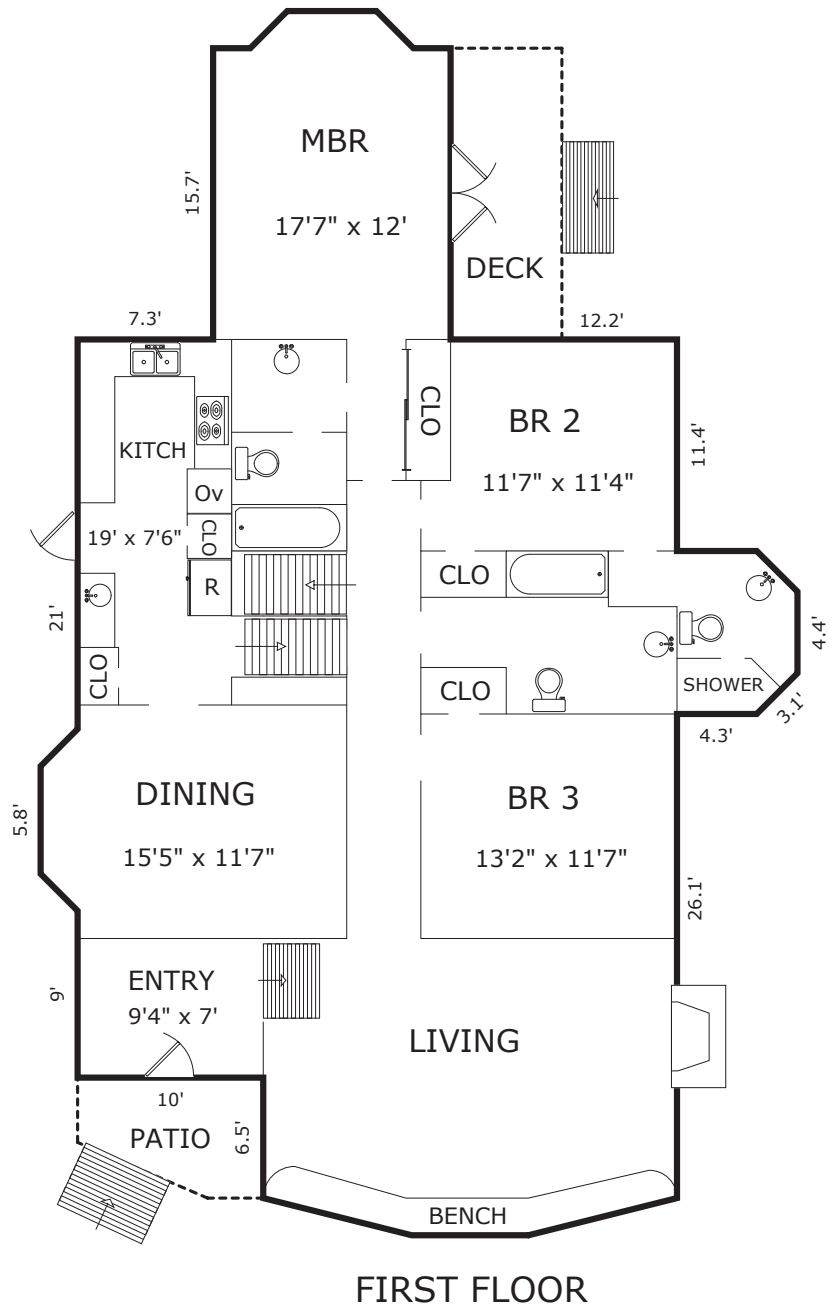 MBR
17'7" x 12'
15.7'
DECK
7.3'
12.2'
CLO
BR 2
11'7" x 11'4"
11.4'
KITCH
Ov
19' x 7'6"
CLO
R
CLO
21'
CLO
CLO
SHOWER
4.4'
3.1'
4.3'
DINING
15'5" x 11'7"
5.8'
BR 3
13'2" x 11'7"
26.1'
ENTRY
9'4" x 7'
9'
LIVING
10'
PATIO
6.5'
BENCH
FIRST FLOOR